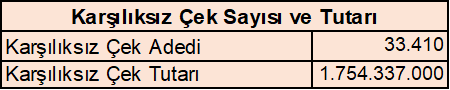 Karşılıksız Çek Sayısı ve Tutarı
Karşılıksız Çek Adedi 33.410
Karşılıksız Çek Tutarı 1.754.337.000